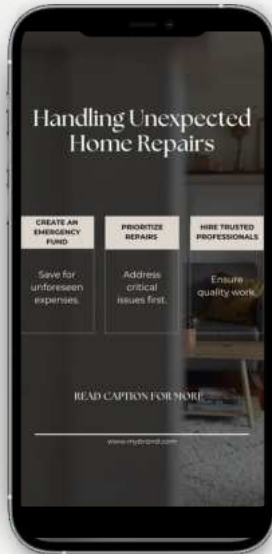 Handling Unexpected
Home Repairs
CREATE AN
EMERGENCY
FUND
Save for
unforeseen
expenses.
PRIORITIZE
REPAIRS
Address
critical
issues first.
HIRE TRUSTED
PROFESSIONALS
Ensure
quality work.
READ CAPTION FOR MORE
www.mybrand.com